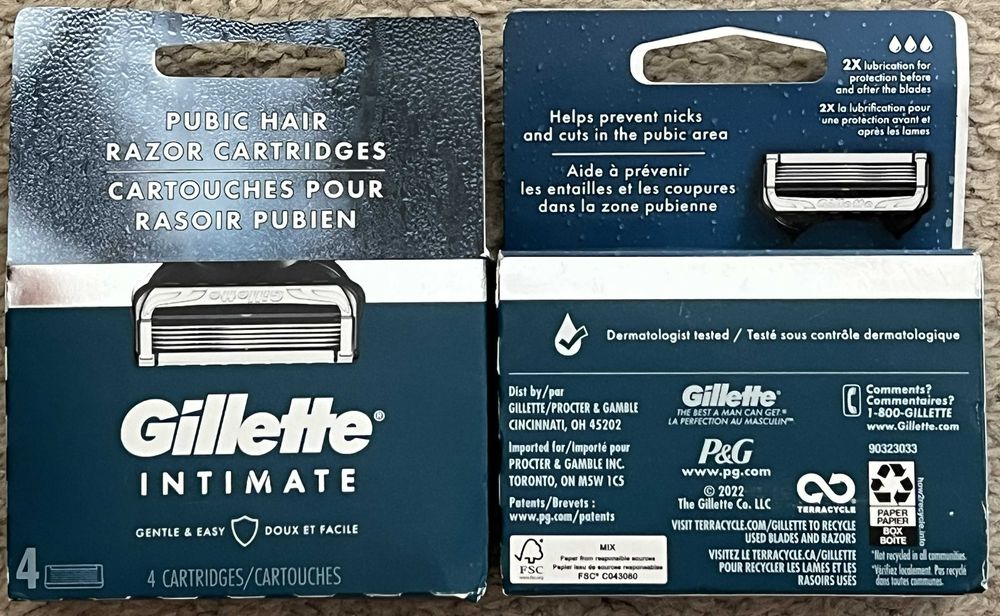 PUBIC HAIR
RAZOR CARTRIDGES
CARTOUCHES POUR
RASOIR PUBIEN
Gillette
Gillette®
INTIMATE
GENTLE & EASY DOUX ET FACILE
4
4 CARTRIDGES/CARTOUCHES
2X lubrication for
protection before
and after the blades
2X la lubrification pour
une protection avant et
après les lames
Helps prevent nicks
and cuts in the pubic area
Aide à prévenir
les entailles et les coupures
dans la zone pubienne
Gillette
Dermatologist tested / Testé sous contrôle dermatologique
Dist by/par
GILLETTE/PROCTER & GAMBLE
CINCINNATI, OH 45202
Imported for/Importé pour
PROCTER & GAMBLE INC.
TORONTO, ON M5W 1C5
Patents/Brevets :
www.pg.com/patents
Gillette®
THE BEST A MAN CAN GET®
LA PERFECTION AU MASCULIN™
P&G
www.pg.com
© 2022
The Gillette Co. LLC
Comments?
Commentaires?
1-800-GILLETTE
www.Gillette.com
90323033
TERRACYCLE
PAPER
PAPIER
BOX
BOÎTE
how2recycle.info
VISIT TERRACYCLE.COM/GILLETTE TO RECYCLE
USED BLADES AND RAZORS
VISITEZ LE TERRACYCLE.CA/GILLETTE
POUR RECYCLER LES LAMES ET LES
RASOIRS USÉS
*Not recycled in all communities.
*Vérifiez localement. Pas recyclé
dans toutes communes.
FSC
www.fsc.org
MIX
Paper from responsible sources
Papier issu de sources responsables
FSC® C043080